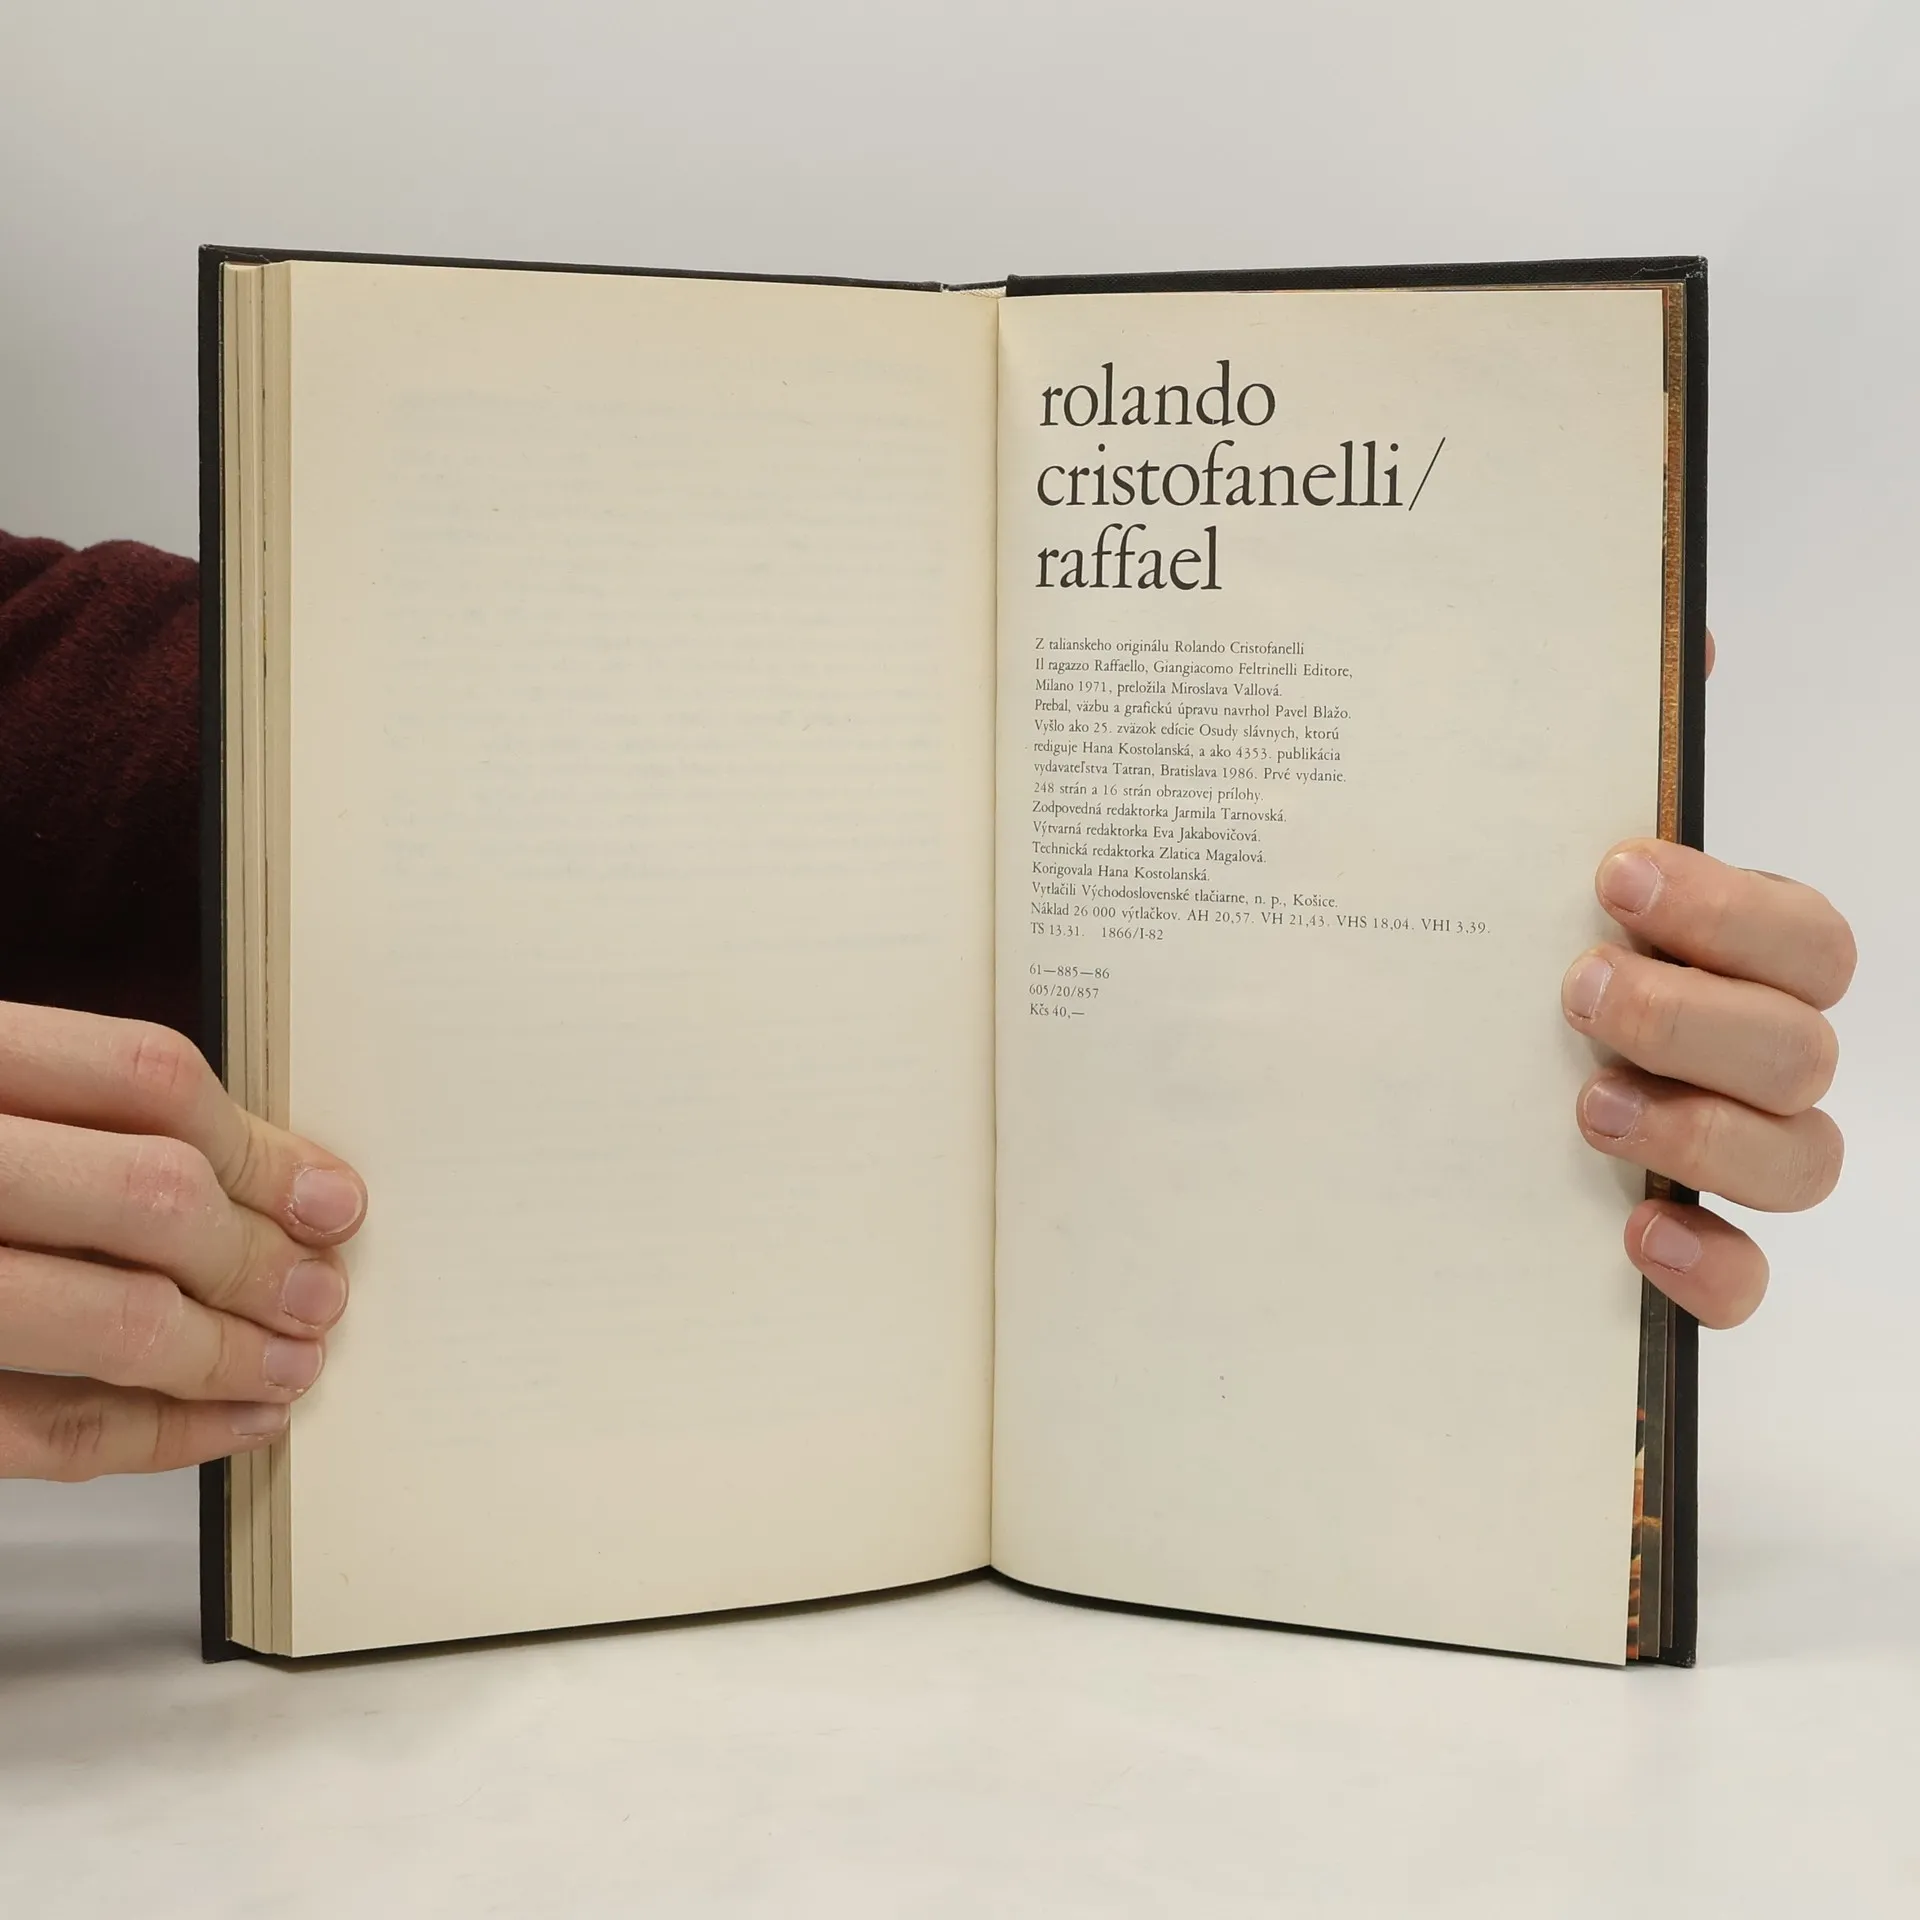 rolando
cristofanelli/
raffael
Z talianskeho originálu Rolando Cristofanelli
Il ragazzo Raffaello, Giangiacomo Feltrinelli Editore,
Milano 1971, preložila Miroslava Vallová.
Prebal, väzbu a grafickú úpravu navrhol Pavel Blažo.
Vyšlo ako 25. zväzok edície Osudy slávnych, ktorú
rediguje Hana Kostolanská, a ako 4353. publikácia
vydavateľstva Tatran, Bratislava 1986. Prvé vydanie.
248 strán a 16 strán obrazovej prílohy.
Zodpovedná redaktorka Jarmila Tarnovská.
Výtvarná redaktorka Eva Jakabovičová.
Technická redaktorka Zlatica Magalová.
Korigovala Hana Kostolanská.
Vytlačili Východoslovenské tlačiarne, n. p., Košice.
Náklad 26 000 výtlačkov. AH 20,57. VH 21,43. VHS 18,04. VHI 3,39.
TS 13.31. 1866/I-82
61—885—86
605/20/857
Kčs 40,—